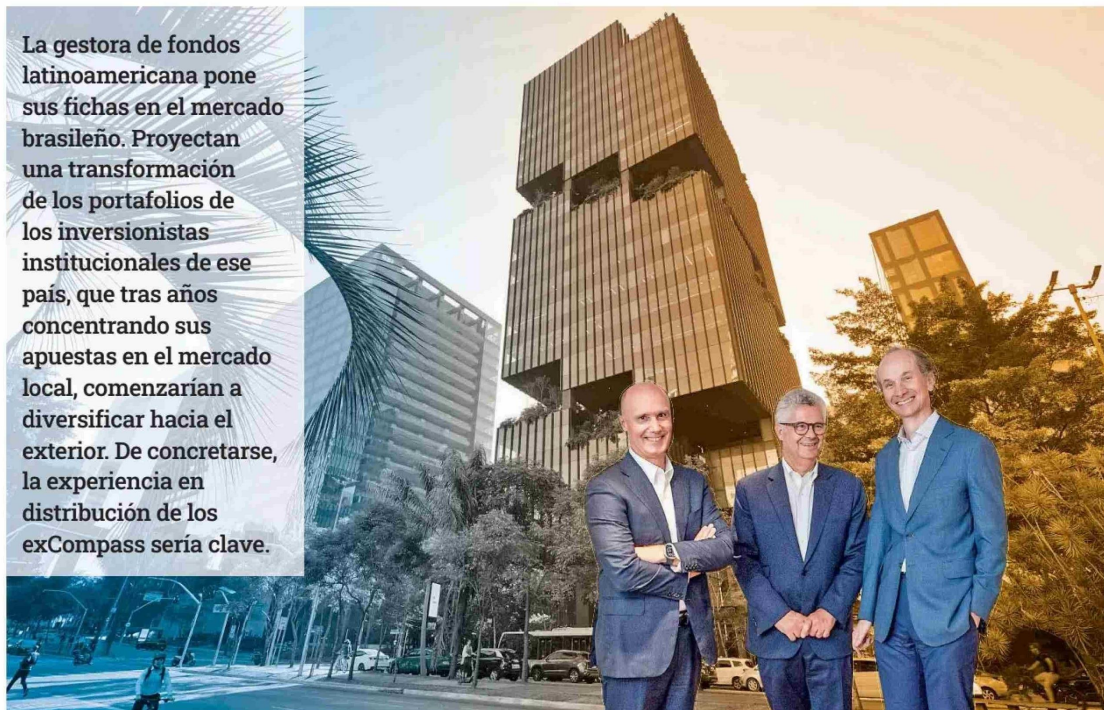 La gestora de fondos
latinoamericana pone
sus fichas en el mercado
brasileño. Proyectan
una transformación
de los portafolios de
los inversionistas
institucionales de ese
país, que tras años
concentrando sus
apuestas en el mercado
local, comenzarían a
diversificar hacia el
exterior. De concretarse,
la experiencia en
distribución de los
exCompass sería clave.